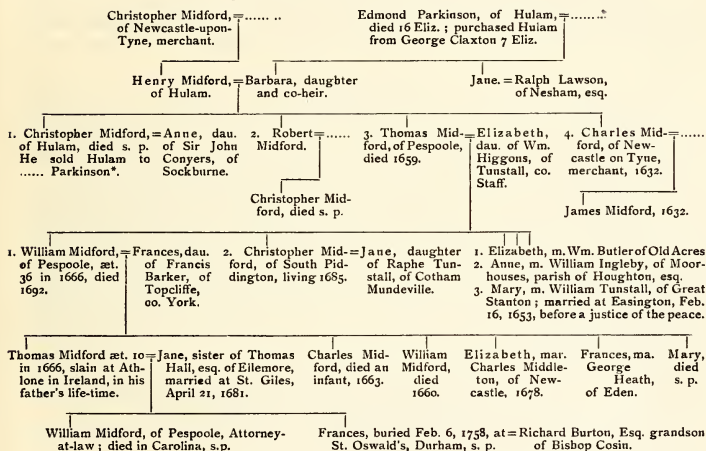 Christopher Midford,=...... ..
of Newcastle-upon-
Tyne, merchant.
Edmond Parkinson, of Hulam,=......
died 16 Eliz. ; purchased Hulam
from George Claxton 7 Eliz.
Henry Midford,=Barbara, daughter
of Hulam. and co-heir.
Jane. = Ralph Lawson,
of Nesham, esq.
1. Christopher Midford,
of Hulam, died s. p.
He sold Hulam to
...... Parkinson*.
=Anne, dau.
of Sir John
Conyers, of
Sockburne.
2. Robert=......
Midford.
Christopher Mid-
ford, died s. p.
3. Thomas Mid-
ford, of Pespoole,
died 1659.
=Elizabeth,
dau. of Wm.
Higgons, of
Tunstall, co.
Staff.
4. Charles Mid-=......
ford, of New-
castle on Tyne,
merchant, 1632.
James Midford, 1632.
1. William Midford,
of Pespoole, æt.
36 in 1666, died
1692.
=Frances, dau.
of Francis
Barker, of
Topcliffe,
co. York.
2. Christopher Mid-
ford, of South Pid-
dington, living 1685.
=Jane, daughter
of Raphe Tun-
stall, of Cotham
Mundeville.
1. Elizabeth, m. Wm. Butler of Old Acres
2. Anne, m. William Ingleby, of Moor-
houses, parish of Houghton, esq.
3. Mary, m. William Tunstall, of Great
Stanton ; married at Easington, Feb.
16, 1653, before a justice of the peace.
Thomas Midford æt. 10
in 1666, slain at Ath-
lone in Ireland, in his
father's life-time.
=Jane, sister of Thomas
Hall, esq. of Ellemore,
married at St. Giles,
April 21, 1681.
Charles Mid-
ford, died an
infant, 1663.
William
Midford,
died
1660.
Elizabeth, mar.
Charles Middle-
ton, of New-
castle, 1678.
Frances, ma.
George
Heath,
of Eden.
Mary,
died
s. p.
William Midford, of Pespoole, Attorney-
at-law ; died in Carolina, s.p.
Frances, buried Feb. 6, 1758, at
St. Oswald's, Durham, s. p.
=Richard Burton, Esq. grandson
of Bishop Cosin.